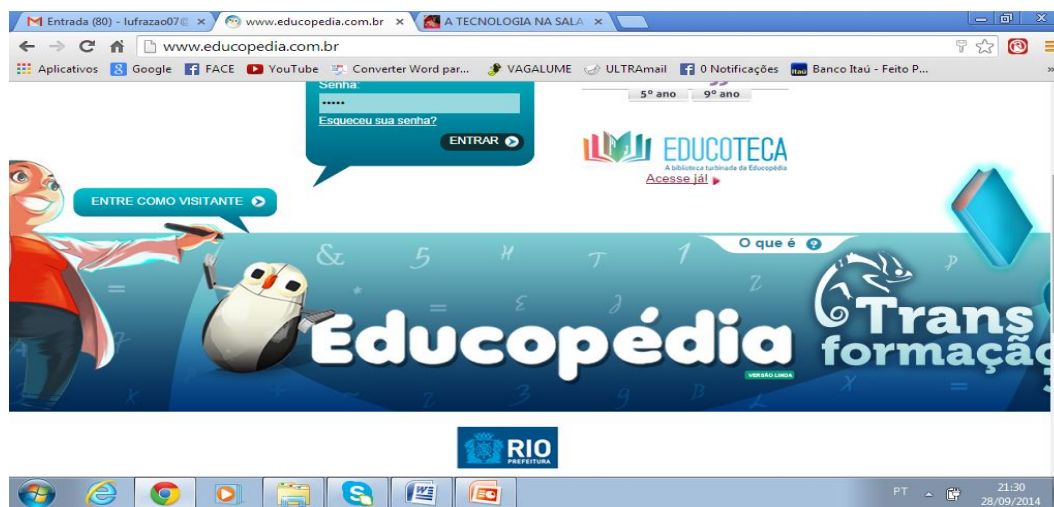 Entrada (80) - lufrazao07@
www.educopedia.com.br
A TECNOLOGIA NA SALA
www.educopedia.com.br
Aplicativos Google FACE YouTube Converter Word par... VAGALUME ULTRAmail 0 Notificações Banco Itaú - Feito P... »
Senha:
•••••
Esqueceu sua senha?
ENTRAR
5º ano 9º ano
EDUCOTECA
A biblioteca turbinada da Educopédia
Acesse já!
ENTRE COMO VISITANTE
O que é ?
Educopédia
VERSÃO LINDA
Trans
formação
RIO
PREFEITURA
PT
21:30
28/09/2014